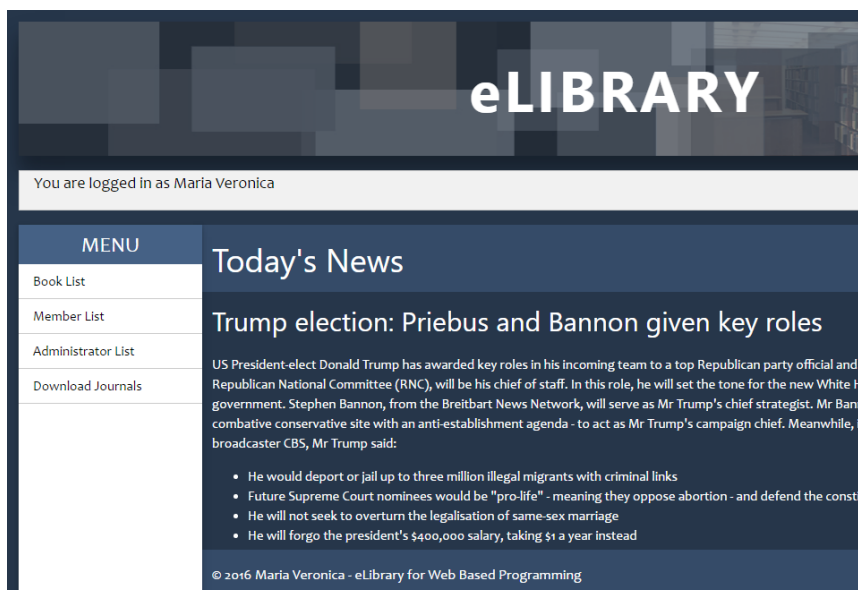 eLIBRARY
You are logged in as Maria Veronica
MENU
Book List
Member List
Administrator List
Download Journals
Today's News
Trump election: Priebus and Bannon given key roles
US President-elect Donald Trump has awarded key roles in his incoming team to a top Republican party official and
Republican National Committee (RNC), will be his chief of staff. In this role, he will set the tone for the new White
government. Stephen Bannon, from the Breitbart News Network, will serve as Mr Trump's chief strategist. Mr
combative conservative site with an anti-establishment agenda - to act as Mr Trump's campaign chief. Meanwhile,
broadcaster CBS, Mr Trump said:
• He would deport or jail up to three million illegal migrants with criminal links
• Future Supreme Court nominees would be "pro-life" - meaning they oppose abortion - and defend the
• He will not seek to overturn the legalisation of same-sex marriage
• He will forgo the president's $400,000 salary, taking $1 a year instead
© 2016 Maria Veronica - eLibrary for Web Based Programming